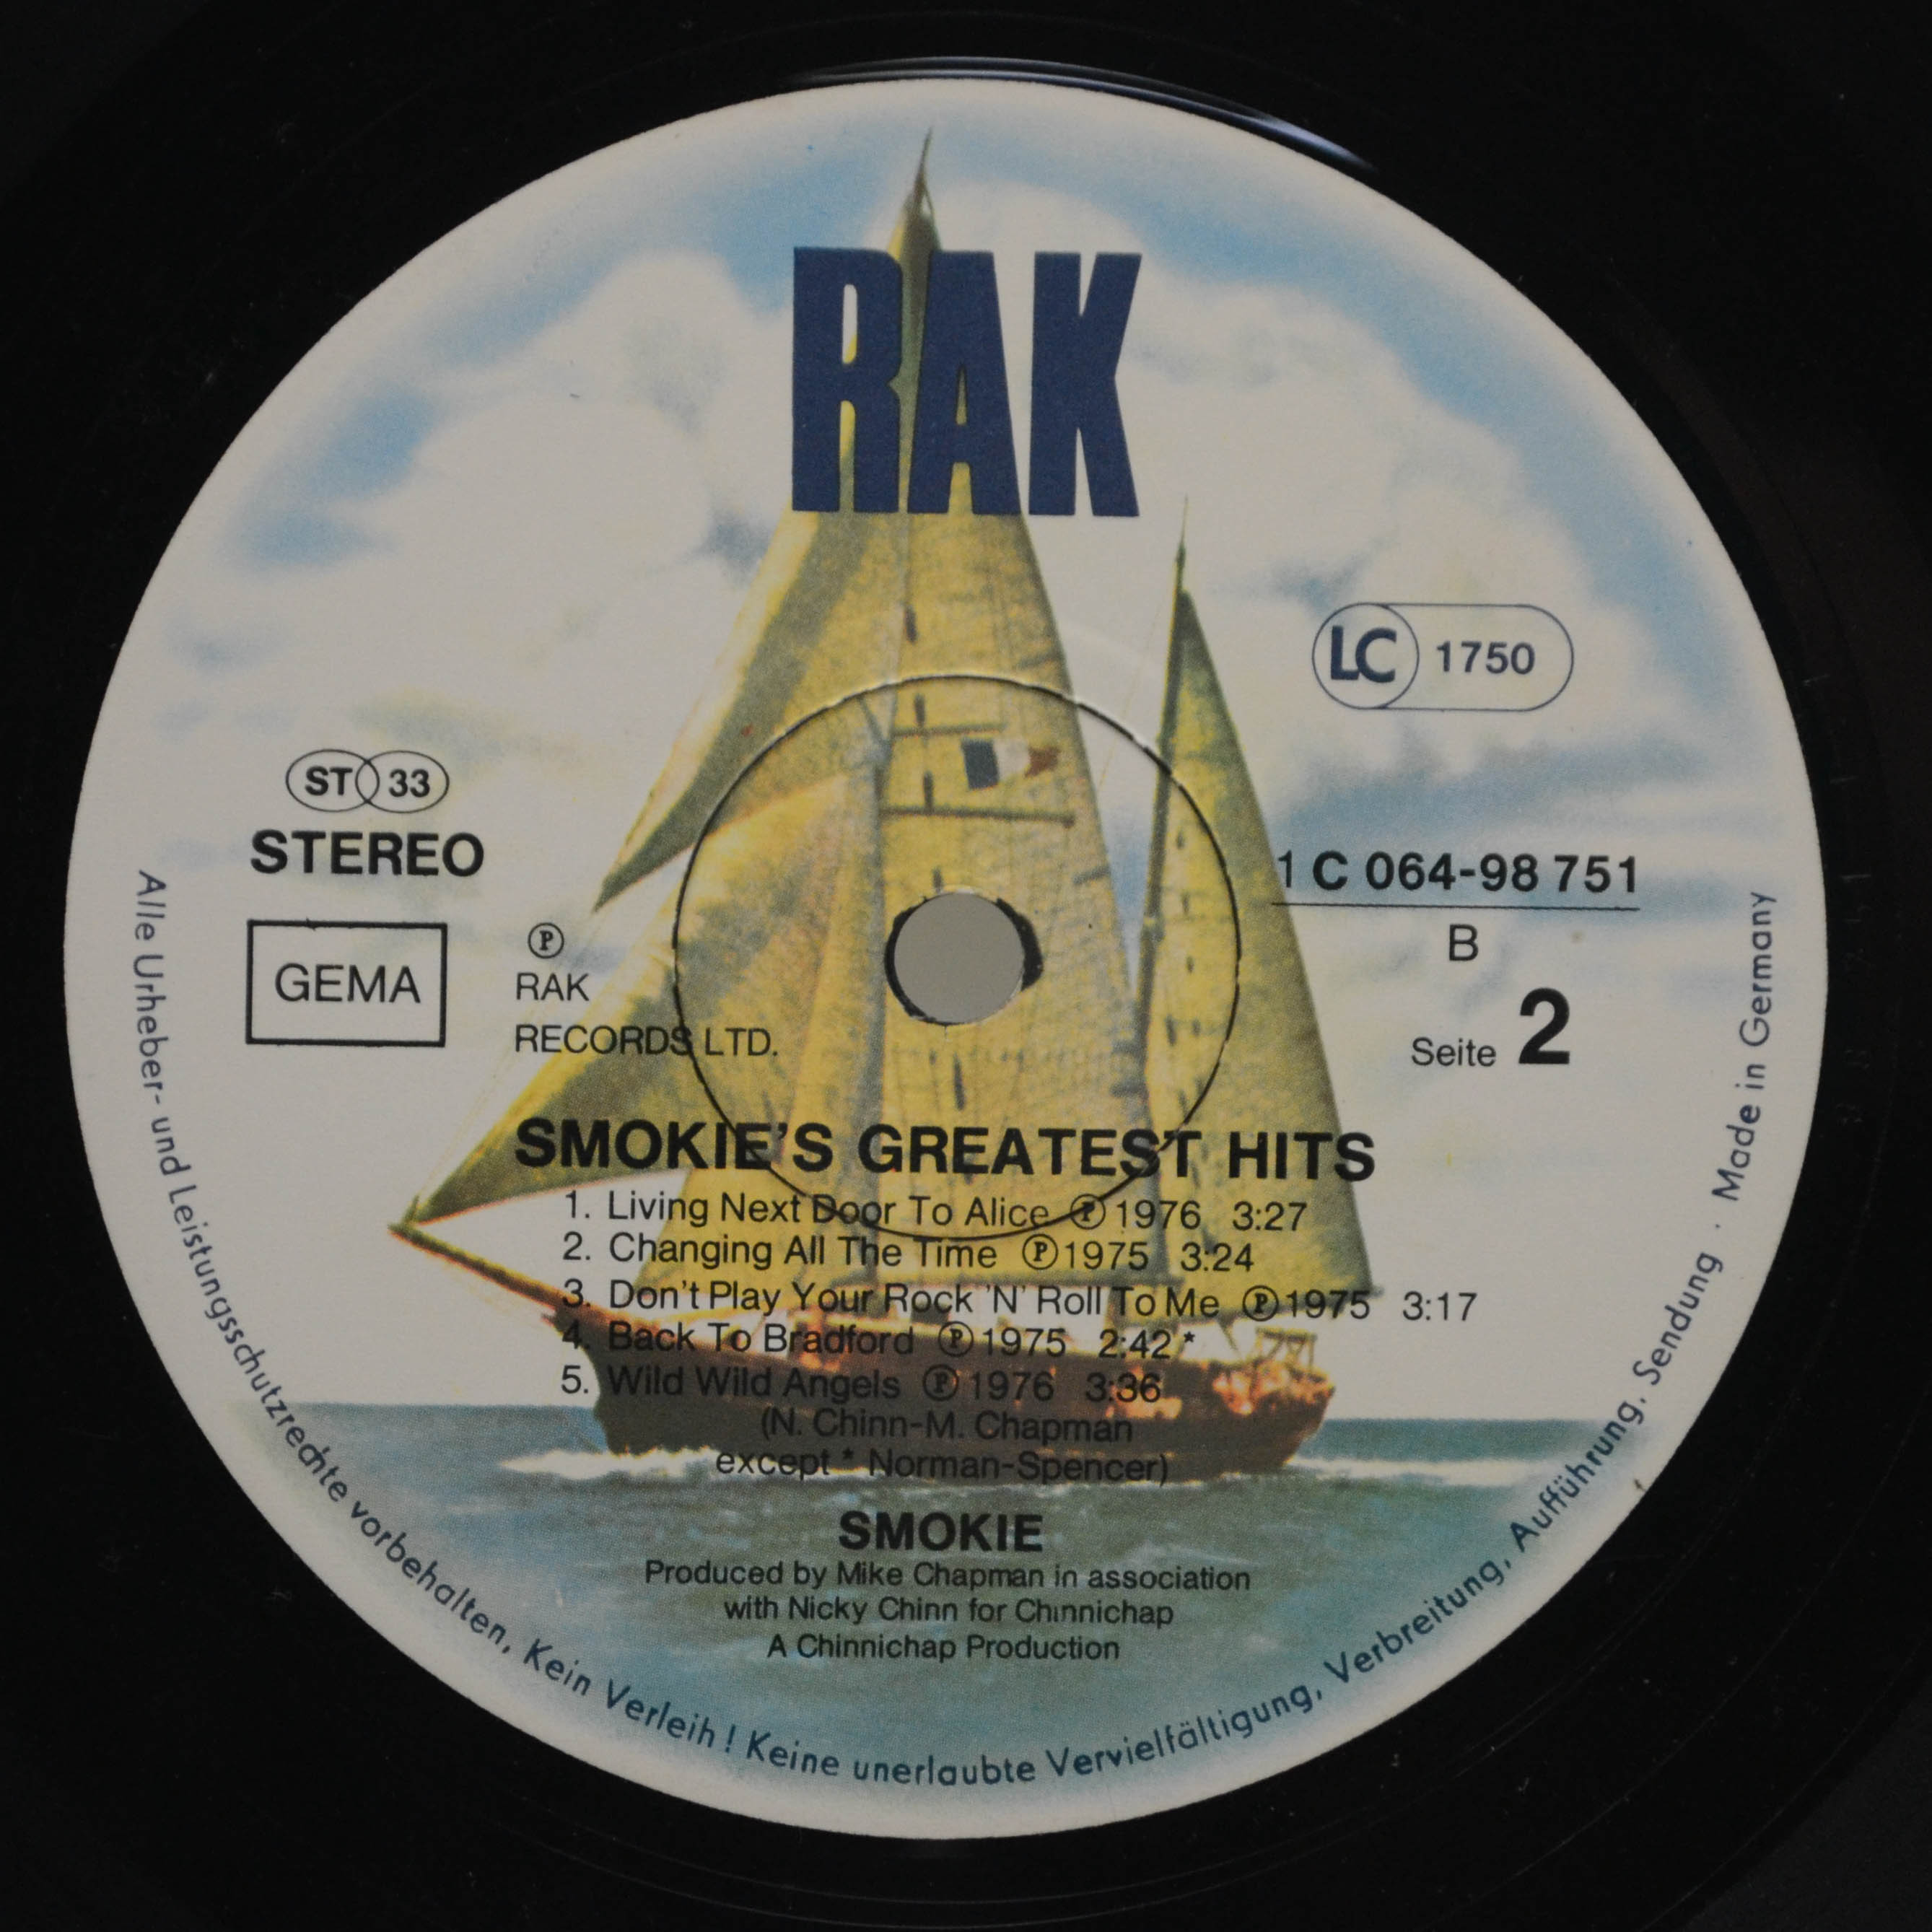 RAK
LC 1750
ST 33
STEREO
GEMA
℗
RAK
RECORDS LTD.
1 C 064-98 751
B
Seite 2
SMOKIE'S GREATEST HITS
1. Living Next Door To Alice ℗ 1976 3:27
2. Changing All The Time ℗ 1975 3:24
3. Don't Play Your Rock 'N' Roll To Me ℗ 1975 3:17
4. Back To Bradford ℗ 1975 2:42 *
5. Wild Wild Angels ℗ 1976 3:36
(N. Chinn-M. Chapman
except * Norman-Spencer)
SMOKIE
Produced by Mike Chapman in association
with Nicky Chinn for Chinnichap
A Chinnichap Production
Alle Urheber- und Leistungsschutzrechte vorbehalten, Kein Verleih! Keine unerlaubte Vervielfältigung, Verbreitung, Aufführung, Sendung · Made in Germany